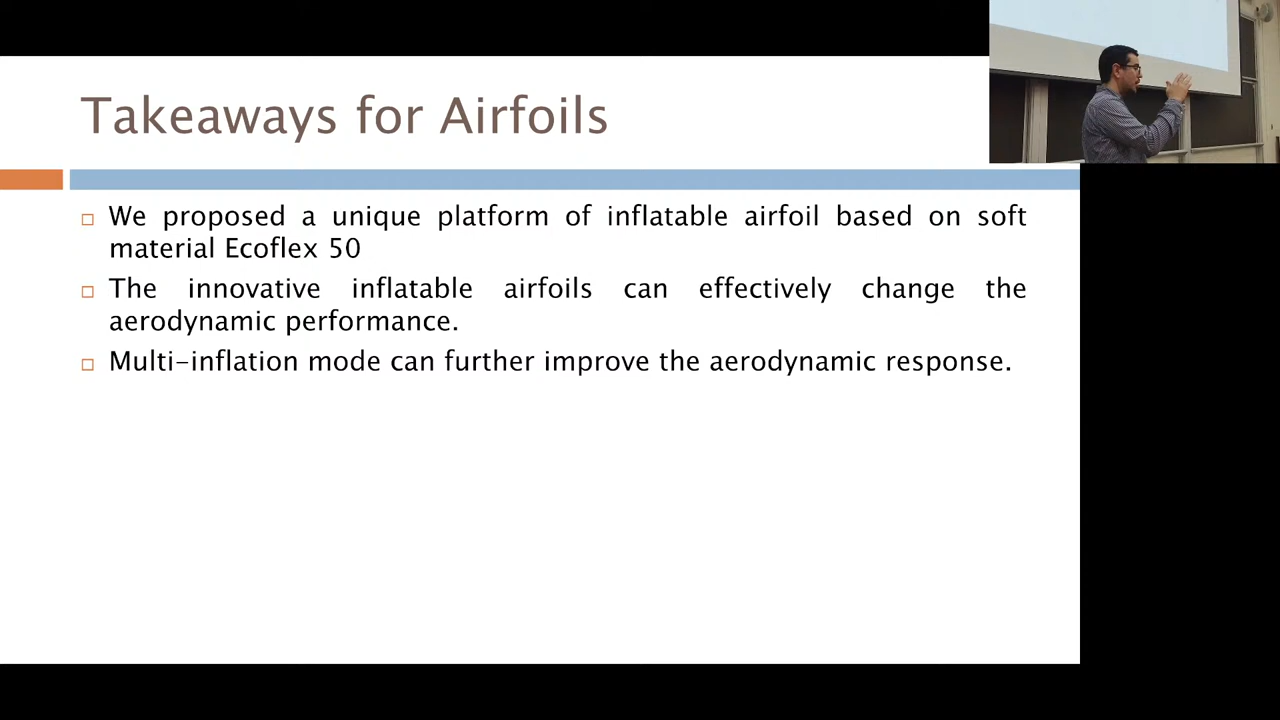 Takeaways for Airfoils
We proposed a unique platform of inflatable airfoil based on soft
material Ecoflex 50
The innovative inflatable airfoils can effectively change the
aerodynamic performance.
Multi-inflation mode can further improve the aerodynamic response.